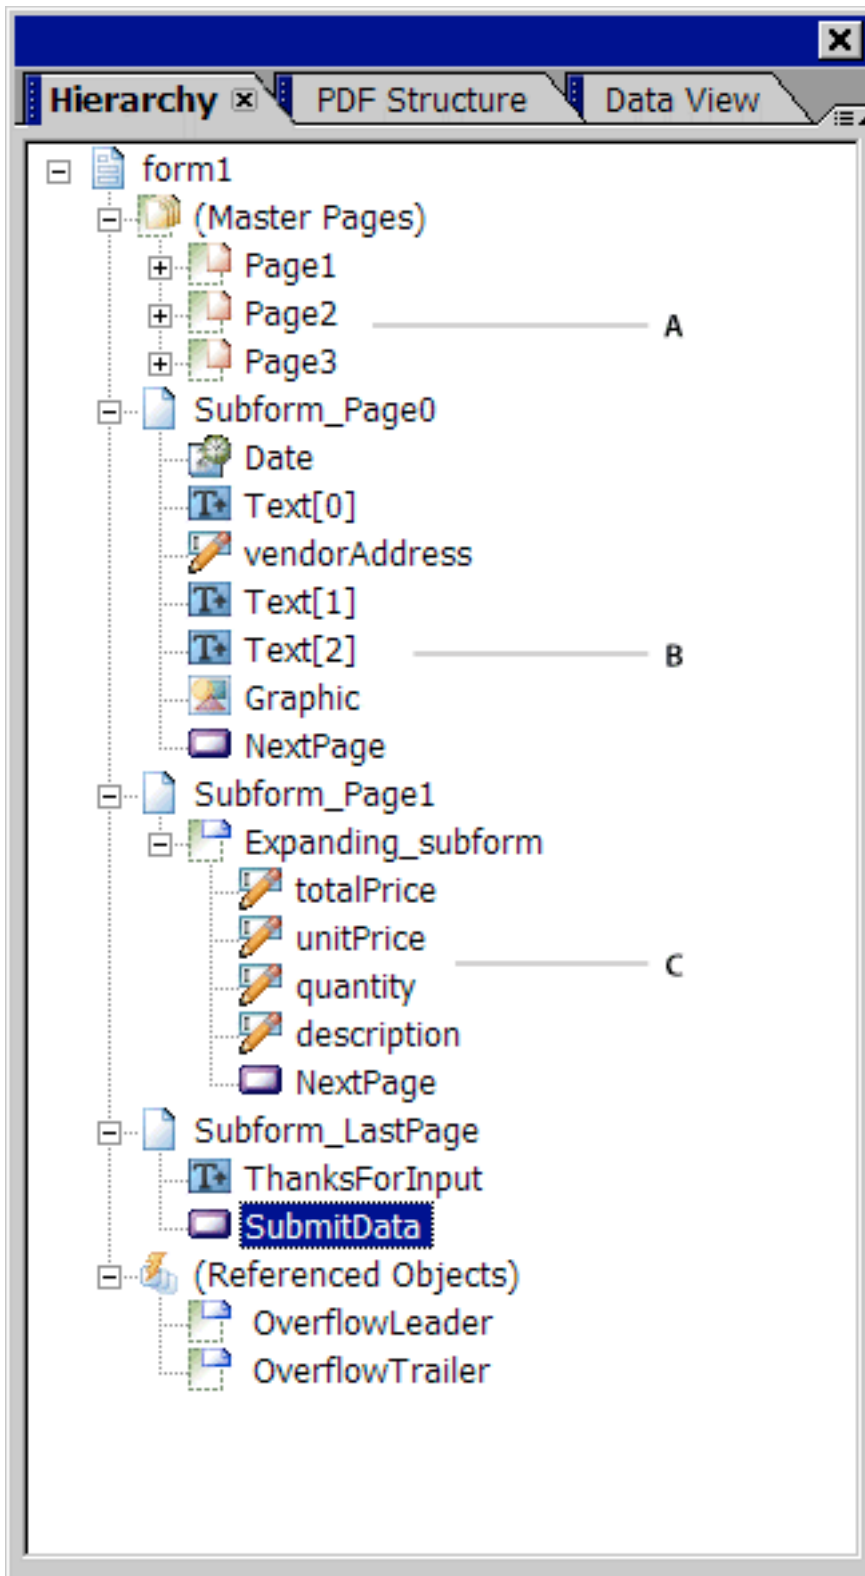 Hierarchy PDF Structure Data View
form1
(Master Pages)
Page1
Page2 A
Page3
Subform_Page0
Date
Text[0]
vendorAddress
Text[1]
Text[2] B
Graphic
NextPage
Subform_Page1
Expanding_subform
totalPrice
unitPrice
C
quantity
description
NextPage
Subform_LastPage
ThanksForInput
SubmitData
(Referenced Objects)
OverflowLeader
OverflowTrailer